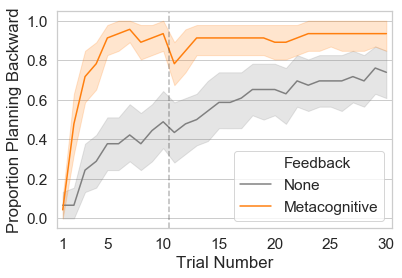 Proportion Planning Backward
1.0
0.8
0.6
0.4
0.2
0.0
Feedback
None
Metacognitive
1 5 10 15 20 25 30
Trial Number